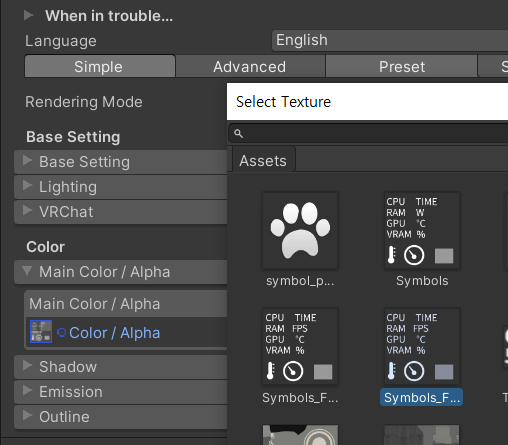 When in trouble...
Language
English
Simple
Advanced
Preset
S
Rendering Mode
Select Texture
Base Setting
Base Setting
Lighting
VRChat
Assets
CPU TIME
RAM W
GPU °C
VRAM %
symbol_p...
Symbols
Color
Main Color / Alpha
Main Color / Alpha
Color / Alpha
CPU TIME
RAM FPS
GPU °C
VRAM %
CPU TIME
RAM FPS
GPU °C
VRAM %
Symbols_F...
Symbols_F...
T
Shadow
Emission
Outline